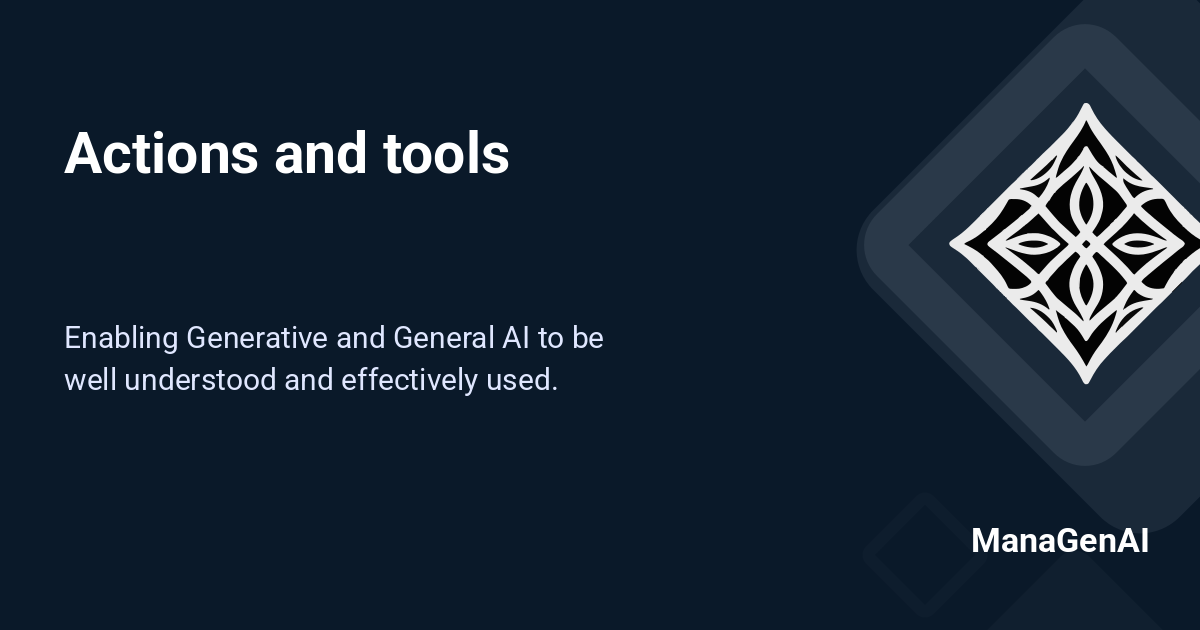 Actions and tools
Enabling Generative and General AI to be
well understood and effectively used.
ManaGenAI